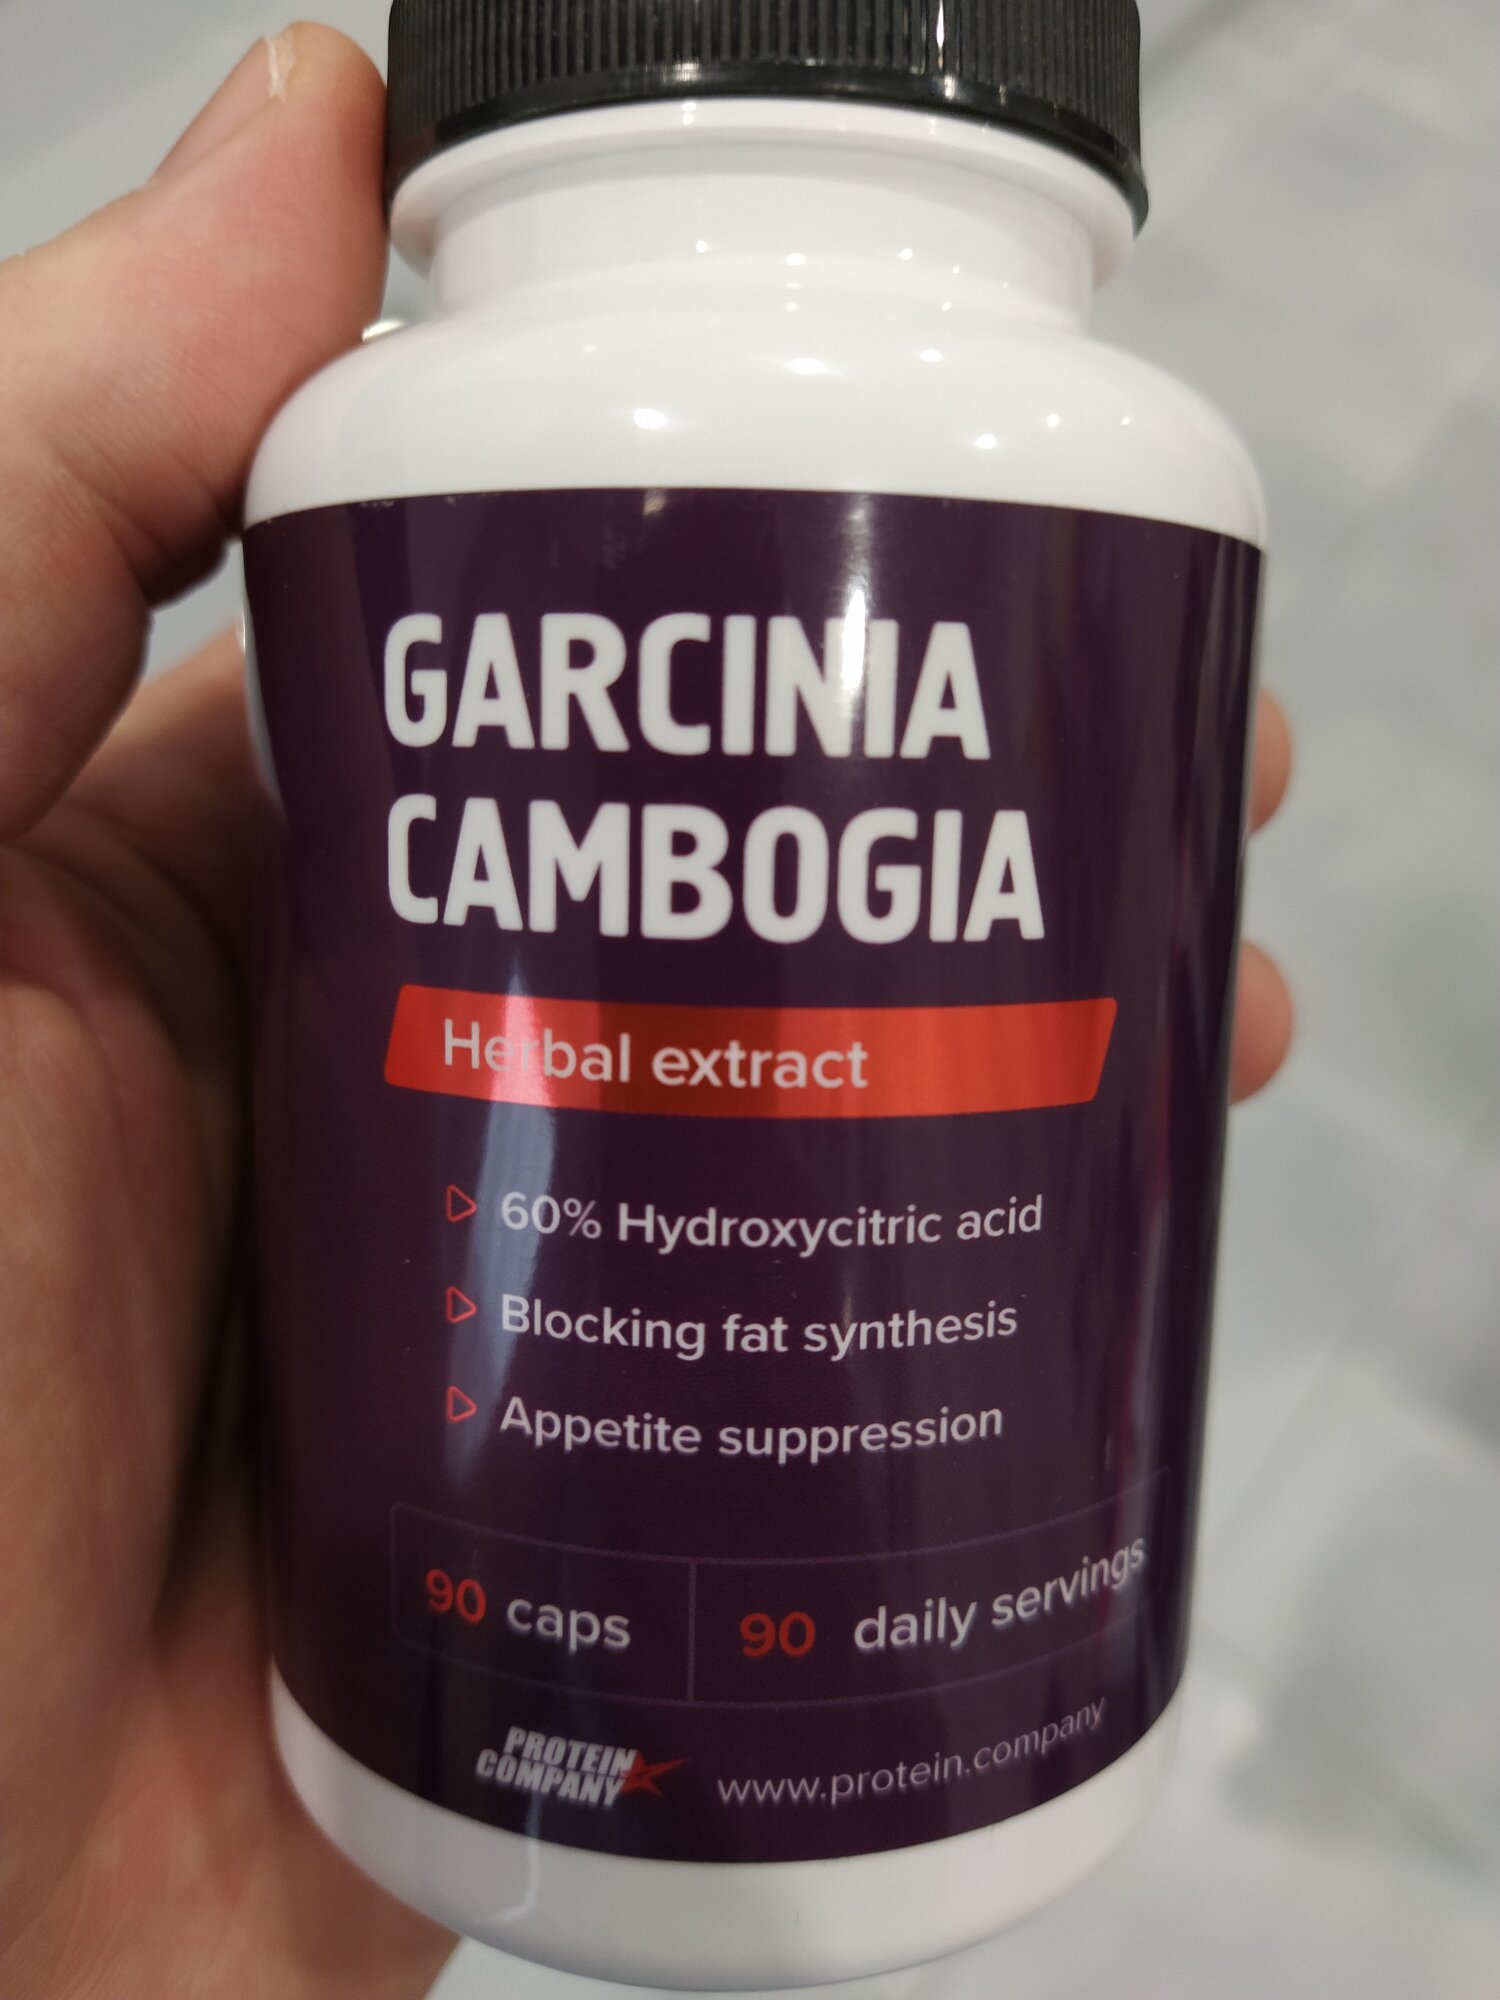 GARCINIA
CAMBOGIA
Herbal extract
60% Hydroxycitric acid
Blocking fat synthesis
Appetite suppression
90 caps
90 daily servings
PROTEIN
COMPANY
www.protein.company